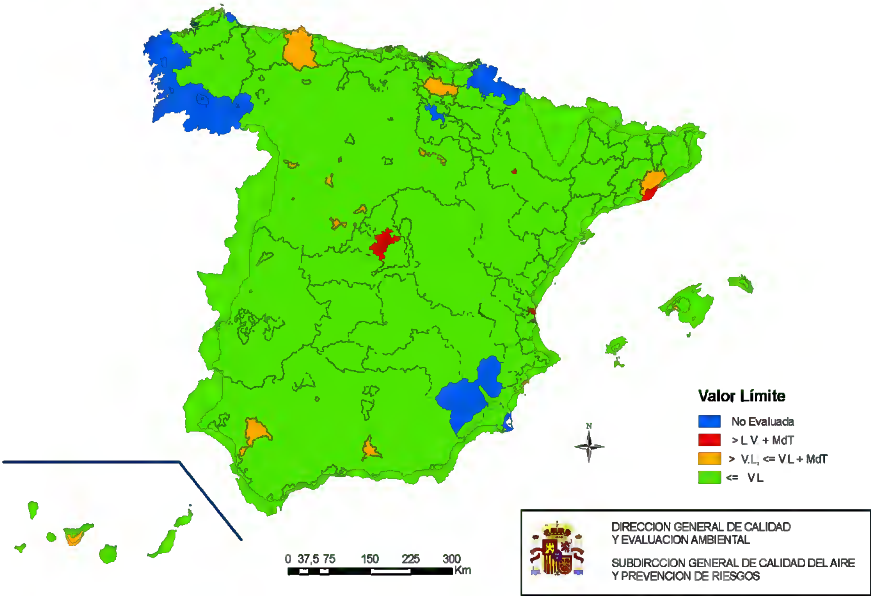 Valor Límite
No Evaluada
> L V + MdT
> V.L, <= V L + MdT
<= V L
N
0 37,5 75 150 225 300
Km
DIRECCION GENERAL DE CALIDAD
Y EVALUACION AMBIENTAL
SUBDIRCCION GENERAL DE CALIDAD DEL AIRE
Y PREVENCION DE RIESGOS